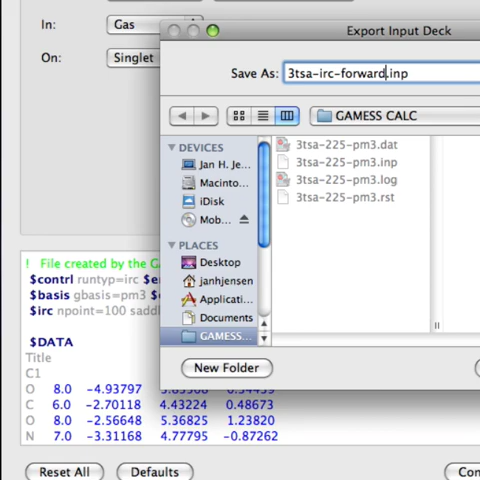 In: Gas
Export Input Deck
On: Singlet
Save As: 3tsa-irc-forward.inp
GAMESS CALC
DEVICES
Jan H. Je...
Macinto...
iDisk
Mob...
PLACES
Desktop
janhjensen
Applicati...
Documents
GAMESS...
3tsa-225-pm3.dat
3tsa-225-pm3.inp
3tsa-225-pm3.log
3tsa-225-pm3.rst
New Folder
! File created by the GA
$contrl runtyp=irc $e
$basis gbasis=pm3 $
$irc npoint=100 saddl
$DATA
Title
C1
O 8.0 -4.93797
C 6.0 -2.70118 4.43224 0.48673
O 8.0 -2.56648 5.36825 1.23820
N 7.0 -3.31168 4.77795 -0.87262
Reset All
Defaults
Con